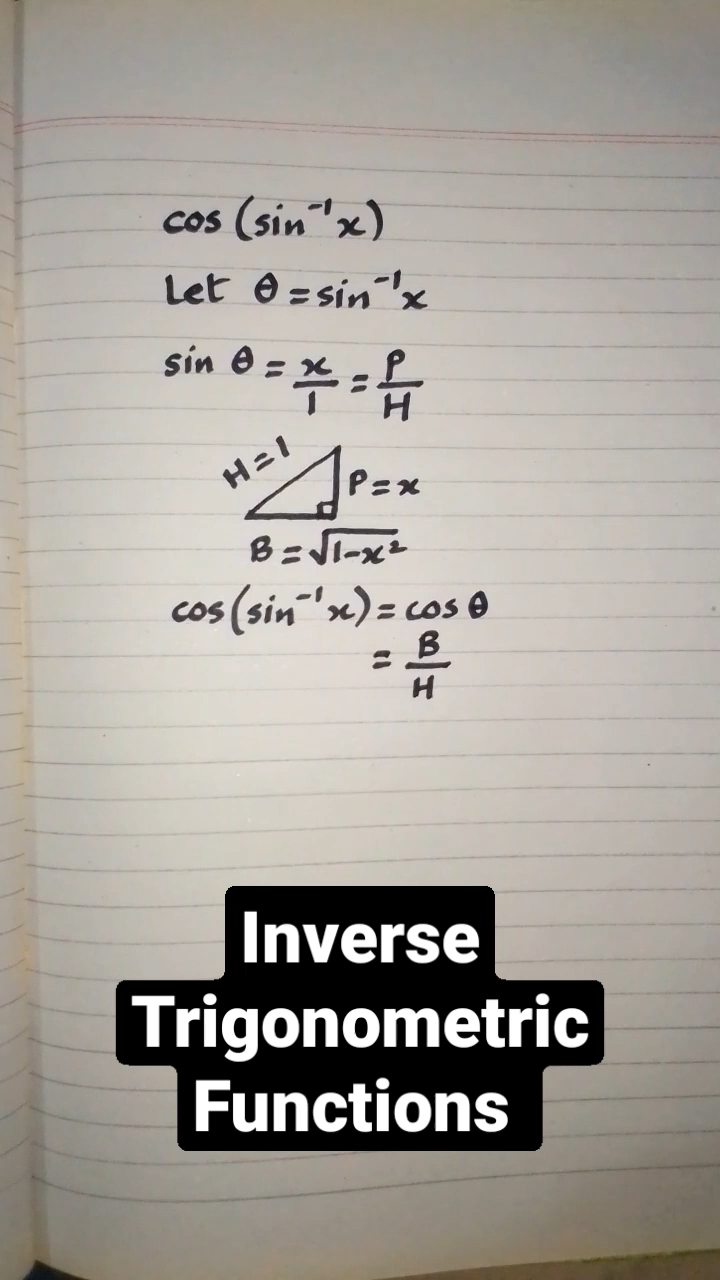 cos (sin⁻¹x)
Let θ = sin⁻¹x
sin θ = x/1 = P/H
H = 1
P = x
B = √1-x²
cos(sin⁻¹x) = cos θ
= B/H
Inverse
Trigonometric
Functions